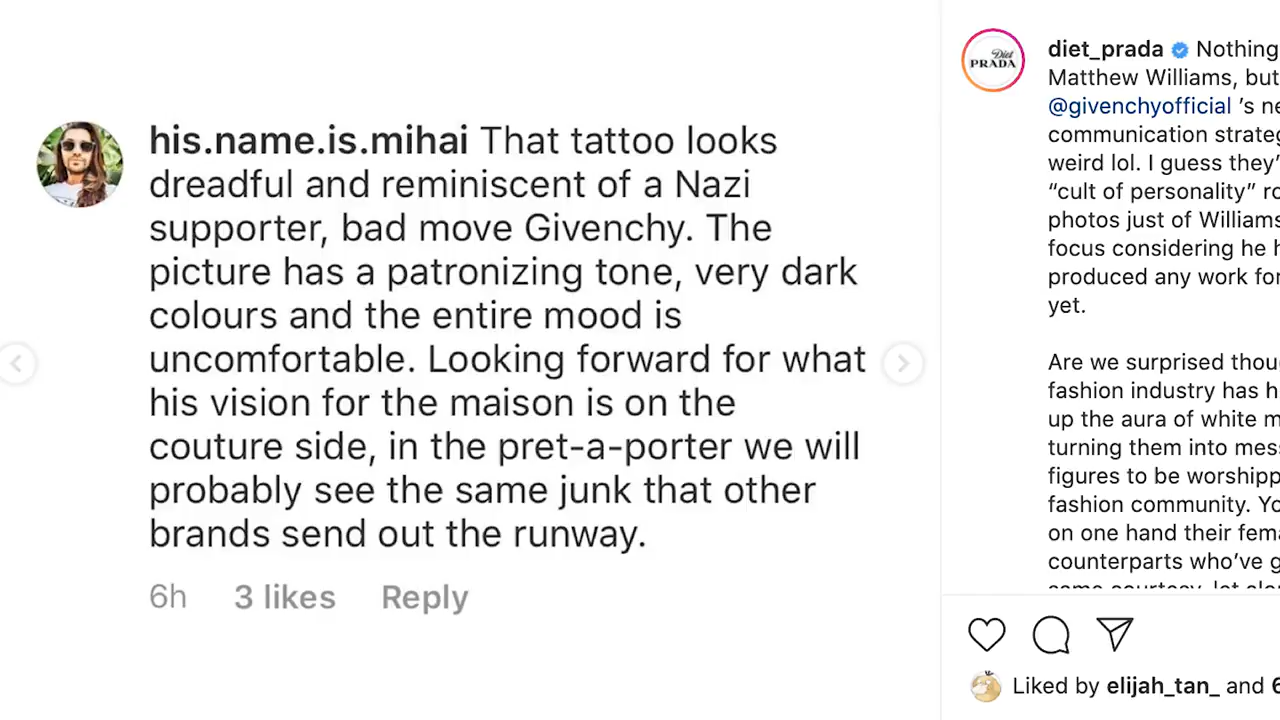 his.name.is.mihai That tattoo looks
dreadful and reminiscent of a Nazi
supporter, bad move Givenchy. The
picture has a patronizing tone, very dark
colours and the entire mood is
uncomfortable. Looking forward for what
his vision for the maison is on the
couture side, in the pret-a-porter we will
probably see the same junk that other
brands send out the runway.
6h 3 likes Reply
Diet
PRADA
diet_prada Nothing
Matthew Williams, but
@givenchyofficial 's ne
communication strateg
weird lol. I guess they'
“cult of personality” ro
photos just of Williams
focus considering he h
produced any work for
yet.
Are we surprised thou
fashion industry has h
up the aura of white m
turning them into mess
figures to be worshipp
fashion community. Yo
on one hand their fema
counterparts who've g
Liked by elijah_tan_ and 6